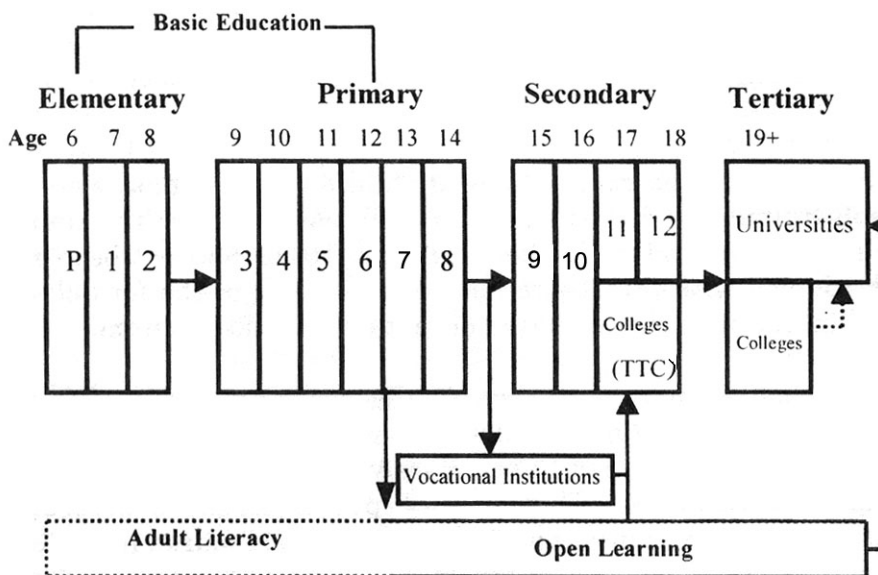 Basic Education
Elementary Primary Secondary Tertiary
Age 6 7 8 9 10 11 12 13 14 15 16 17 18 19+
P 1 2 3 4 5 6 7 8 9 10 11 12 Universities
Colleges
(TTC)
Colleges
Vocational Institutions
Adult Literacy Open Learning